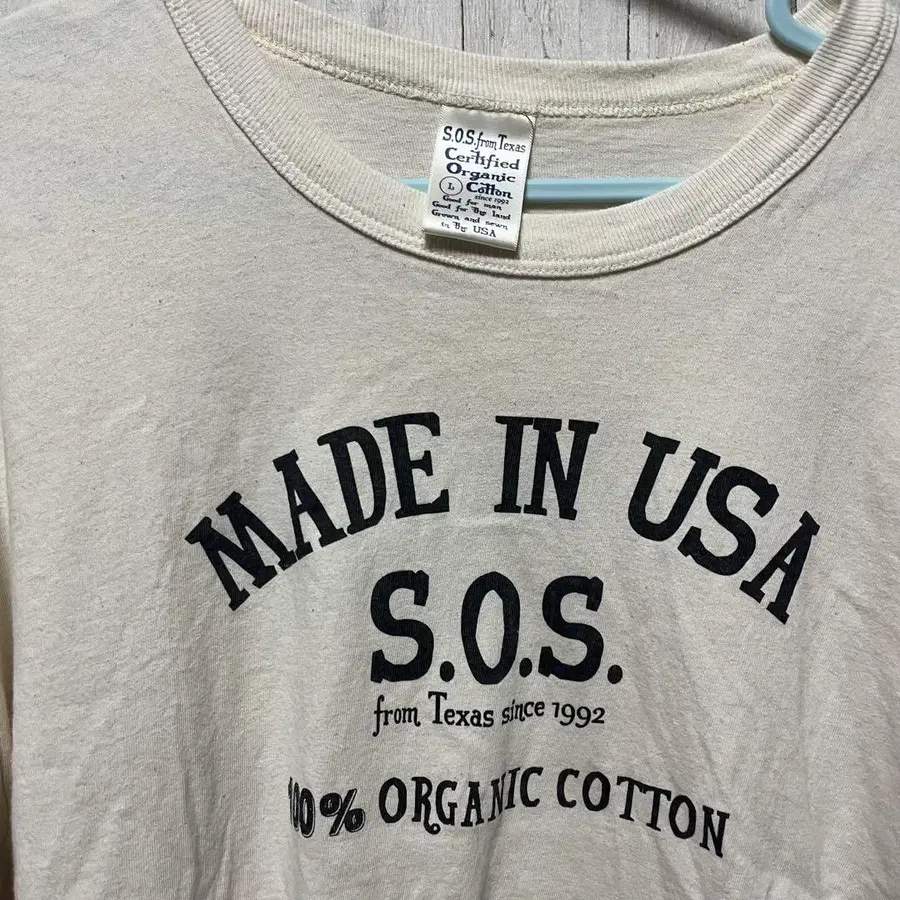 S.O.S. from Texas
Certified
Organic
L Cotton
since 1992
Good for man
Good for the land
Grown and sewn
in the USA
MADE IN USA
S.O.S.
from Texas since 1992
100% ORGANIC COTTON